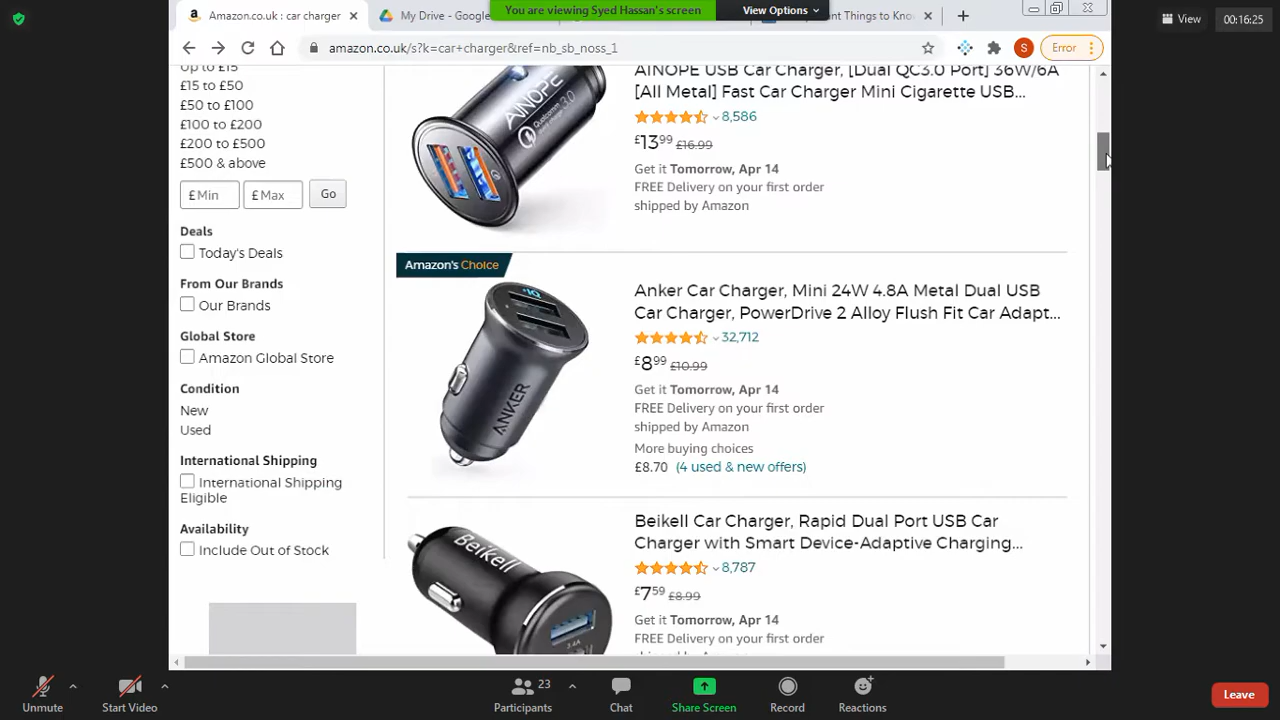 Amazon.co.uk : car charger
My Drive - Google
You are viewing Syed Hassan's screen
View Options
nt Things to Kno
View
00:16:25
amazon.co.uk/s?k=car+charger&ref=nb_sb_noss_1
S
Error
Up to £15
£15 to £50
£50 to £100
£100 to £200
£200 to £500
£500 & above
£ Min
£ Max
Go
Deals
Today's Deals
From Our Brands
Our Brands
Global Store
Amazon Global Store
Condition
New
Used
International Shipping
International Shipping
Eligible
Availability
Include Out of Stock
AINOPE
Qualcomm
3.0
AINOPE USB Car Charger, [Dual QC3.0 Port] 36W/6A
[All Metal] Fast Car Charger Mini Cigarette USB...
8,586
£13.99 £16.99
Get it Tomorrow, Apr 14
FREE Delivery on your first order
shipped by Amazon
Amazon's Choice
IQ
ANKER
Anker Car Charger, Mini 24W 4.8A Metal Dual USB
Car Charger, PowerDrive 2 Alloy Flush Fit Car Adapt...
32,712
£8.99 £10.99
Get it Tomorrow, Apr 14
FREE Delivery on your first order
shipped by Amazon
More buying choices
£8.70 (4 used & new offers)
Beikell
3.4A
Beikell Car Charger, Rapid Dual Port USB Car
Charger with Smart Device-Adaptive Charging...
8,787
£7.59 £8.99
Get it Tomorrow, Apr 14
FREE Delivery on your first order
Unmute
Start Video
23
Participants
Chat
Share Screen
Record
Reactions
Leave